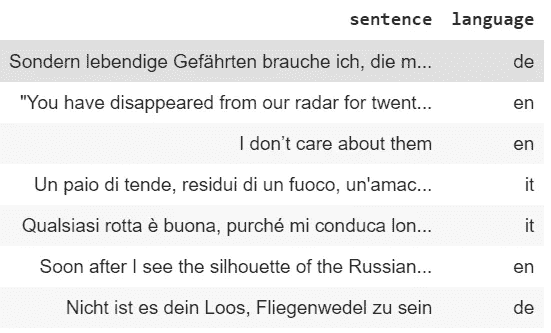 sentence language
Sondern lebendige Gefährten brauche ich, die m... de
"You have disappeared from our radar for twent... en
I don’t care about them en
Un paio di tende, residui di un fuoco, un'amac... it
Qualsiasi rotta è buona, purché mi conduca lon... it
Soon after I see the silhouette of the Russian... en
Nicht ist es dein Loos, Fliegenwedel zu sein de